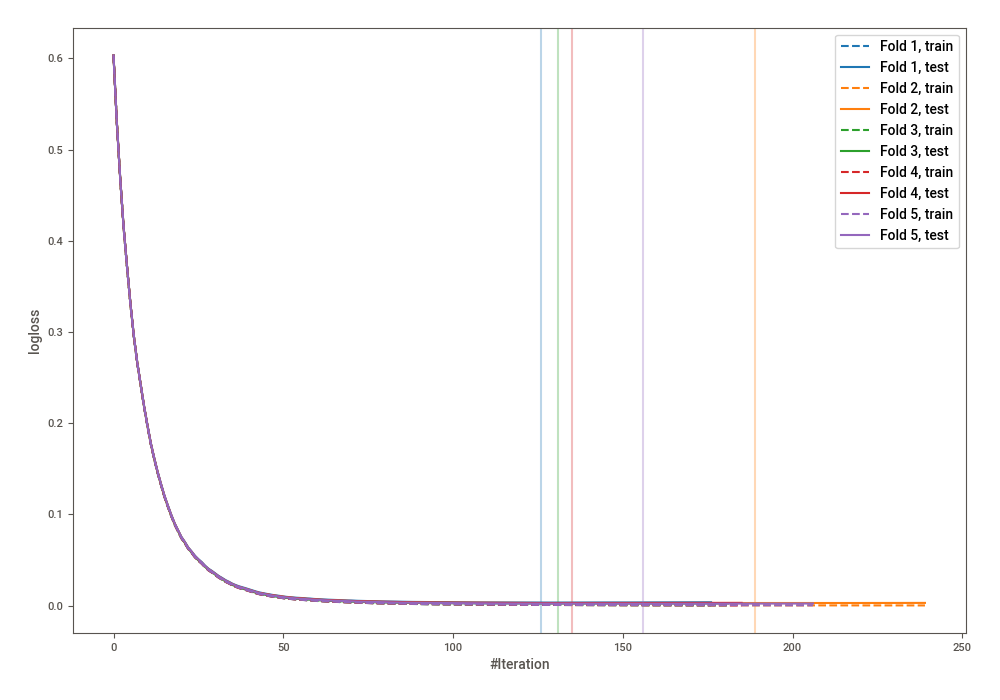 0.6
0.5
0.4
0.3
0.2
0.1
0.0
logloss
0
50
100
150
200
250
#Iteration
Fold 1, train
Fold 1, test
Fold 2, train
Fold 2, test
Fold 3, train
Fold 3, test
Fold 4, train
Fold 4, test
Fold 5, train
Fold 5, test